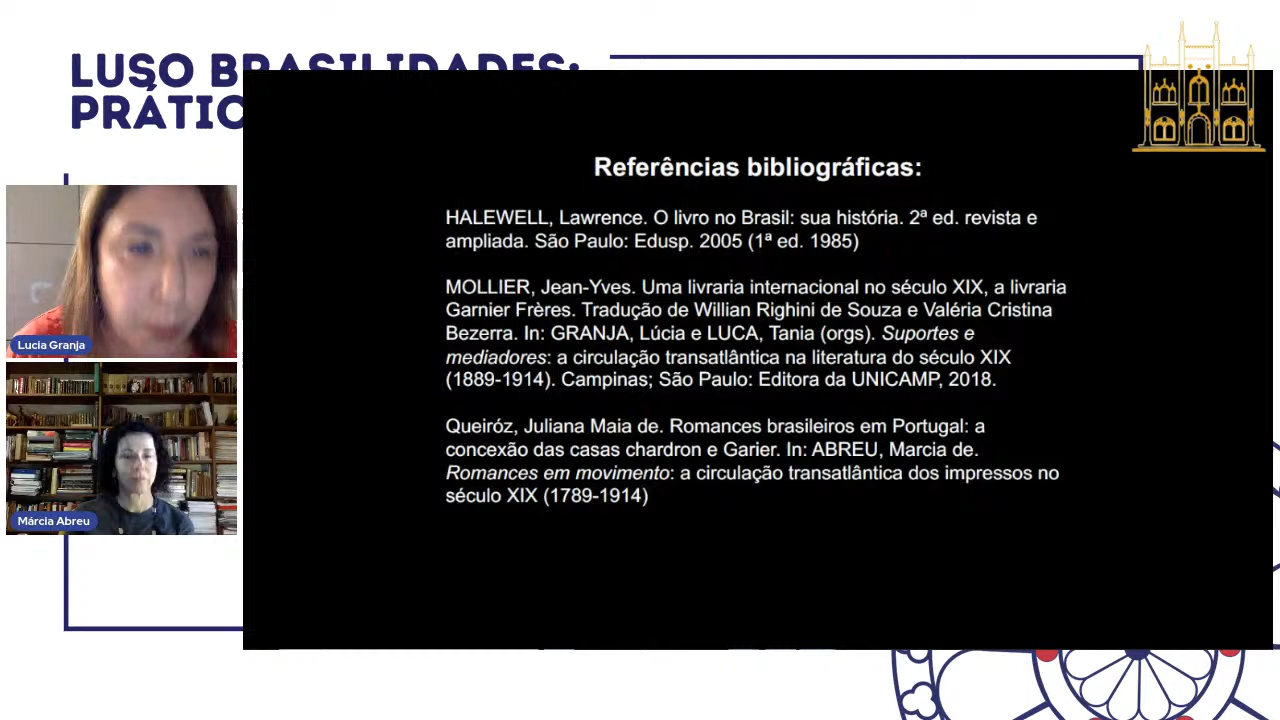 LUSO BRASILIDADES:
PRÁTIC
Referências bibliográficas:
HALEWELL, Lawrence. O livro no Brasil: sua história. 2ª ed. revista e
ampliada. São Paulo: Edusp. 2005 (1ª ed. 1985)
MOLLIER, Jean-Yves. Uma livraria internacional no século XIX, a livraria
Garnier Frères. Tradução de Willian Righini de Souza e Valéria Cristina
Bezerra. In: GRANJA, Lúcia e LUCA, Tania (orgs). Suportes e
mediadores: a circulação transatlântica na literatura do século XIX
(1889-1914). Campinas; São Paulo: Editora da UNICAMP, 2018.
Queiróz, Juliana Maia de. Romances brasileiros em Portugal: a
concexão das casas chardron e Garier. In: ABREU, Marcia de.
Romances em movimento: a circulação transatlântica dos impressos no
século XIX (1789-1914)
Lucia Granja
Márcia Abreu